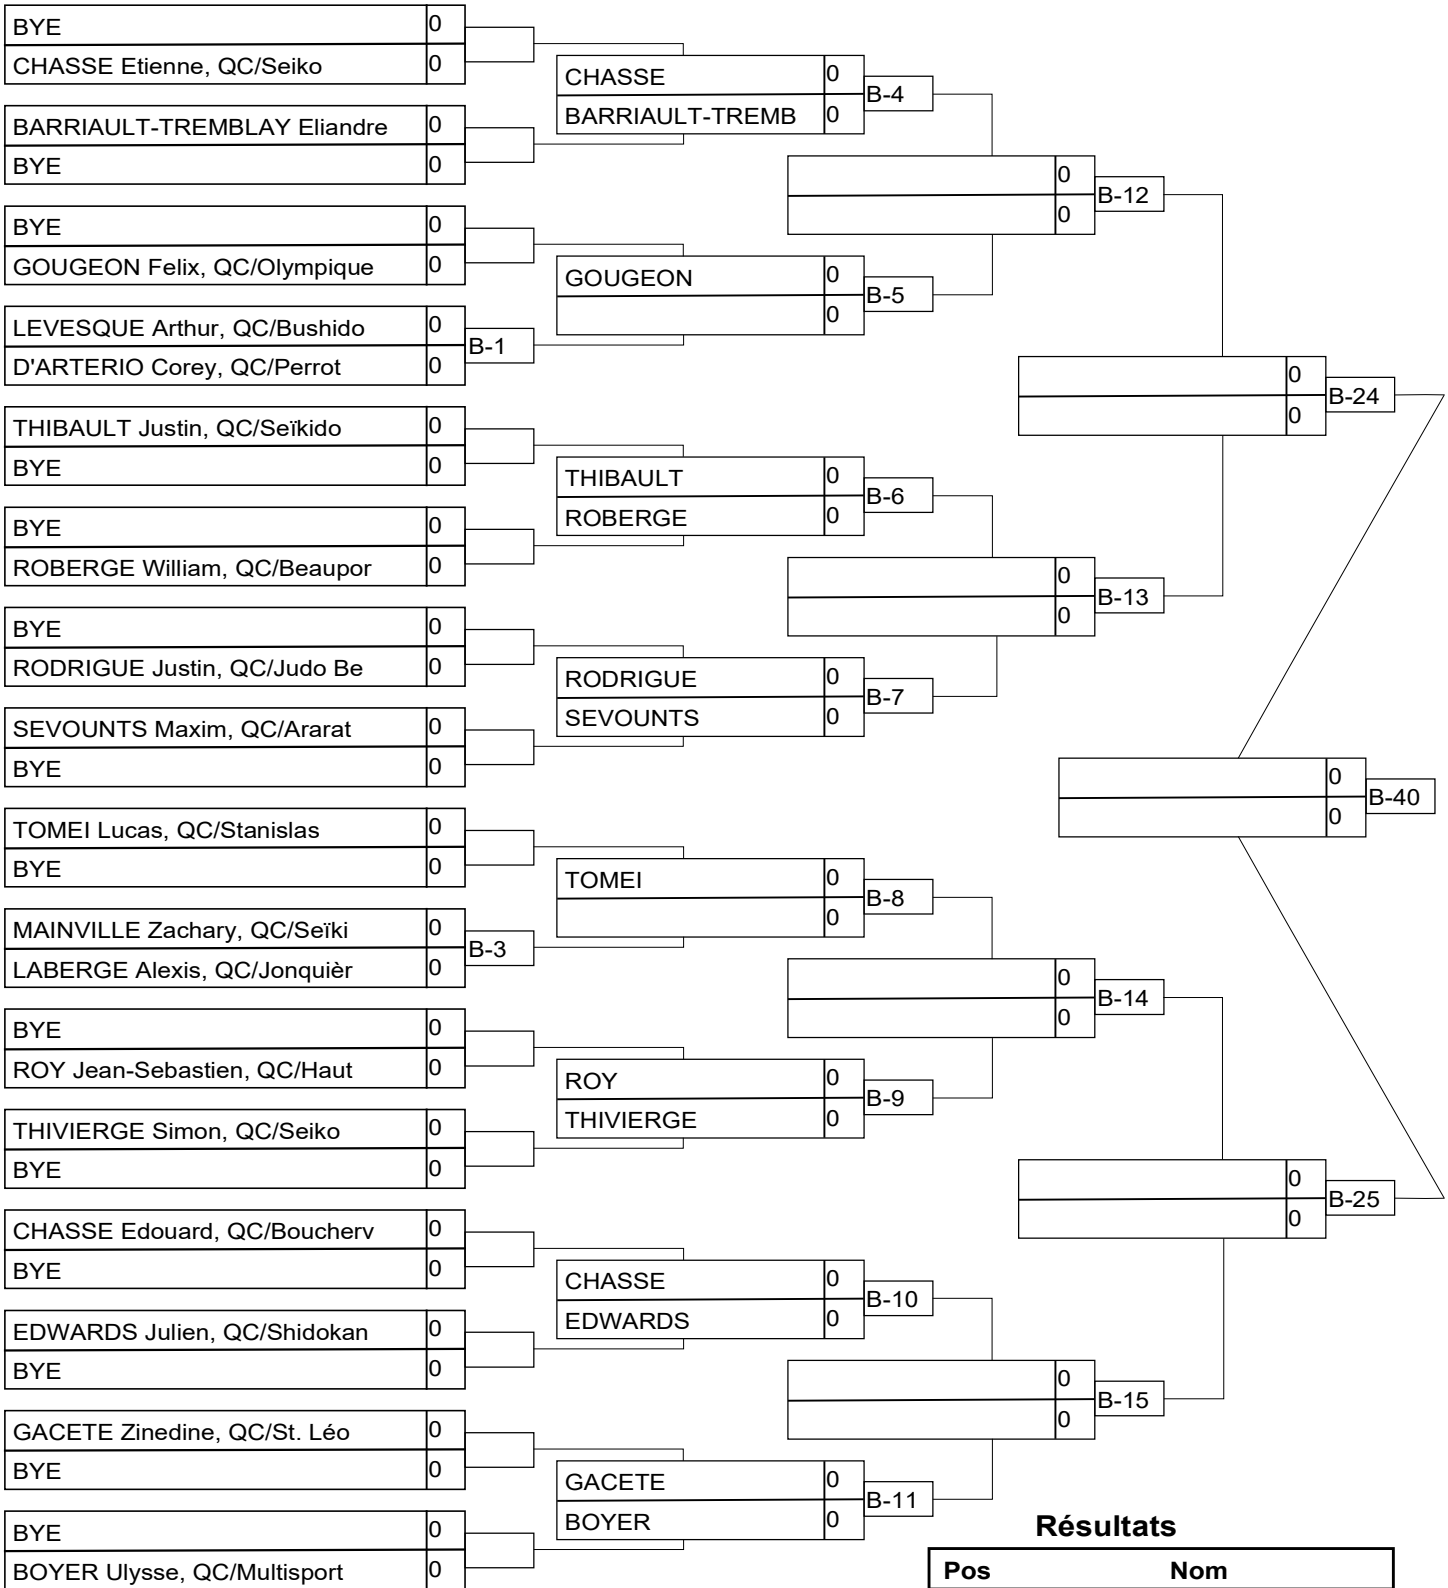 BYE 0
CHASSE Etienne, QC/Seiko 0
BARRIAULT-TREMBLAY Eliandre 0
BYE 0
BYE 0
GOUGEON Felix, QC/Olympique 0
LEVESQUE Arthur, QC/Bushido 0
D'ARTERIO Corey, QC/Perrot 0
B-1
THIBAULT Justin, QC/Seïkido 0
BYE 0
BYE 0
ROBERGE William, QC/Beaupor 0
BYE 0
RODRIGUE Justin, QC/Judo Be 0
SEVOUNTS Maxim, QC/Ararat 0
BYE 0
TOMEI Lucas, QC/Stanislas 0
BYE 0
MAINVILLE Zachary, QC/Seïki 0
LABERGE Alexis, QC/Jonquièr 0
B-3
BYE 0
ROY Jean-Sebastien, QC/Haut 0
THIVIERGE Simon, QC/Seiko 0
BYE 0
CHASSE Edouard, QC/Boucherv 0
BYE 0
EDWARDS Julien, QC/Shidokan 0
BYE 0
GACETE Zinedine, QC/St. Léo 0
BYE 0
BYE 0
BOYER Ulysse, QC/Multisport 0
CHASSE 0
BARRIAULT-TREMB 0
B-4
GOUGEON 0
0
B-5
THIBAULT 0
ROBERGE 0
B-6
RODRIGUE 0
SEVOUNTS 0
B-7
TOMEI 0
0
B-8
ROY 0
THIVIERGE 0
B-9
CHASSE 0
EDWARDS 0
B-10
GACETE 0
BOYER 0
B-11
0
0
B-12
0
0
B-13
0
0
B-14
0
0
B-15
0
0
B-24
0
0
B-25
0
0
B-40
Résultats
Pos Nom